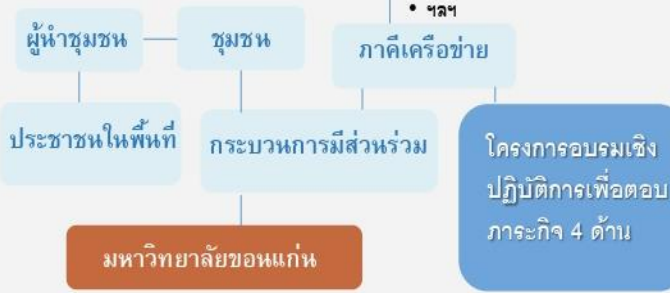 • ฯลฯ
ผู้นำชุมชน
ชุมชน
ภาคีเครือข่าย
ประชาชนในพื้นที่
กระบวนการมีส่วนร่วม
โครงการอบรมเชิง
ปฏิบัติการเพื่อตอบ
ภาระกิจ 4 ด้าน
มหาวิทยาลัยขอนแก่น